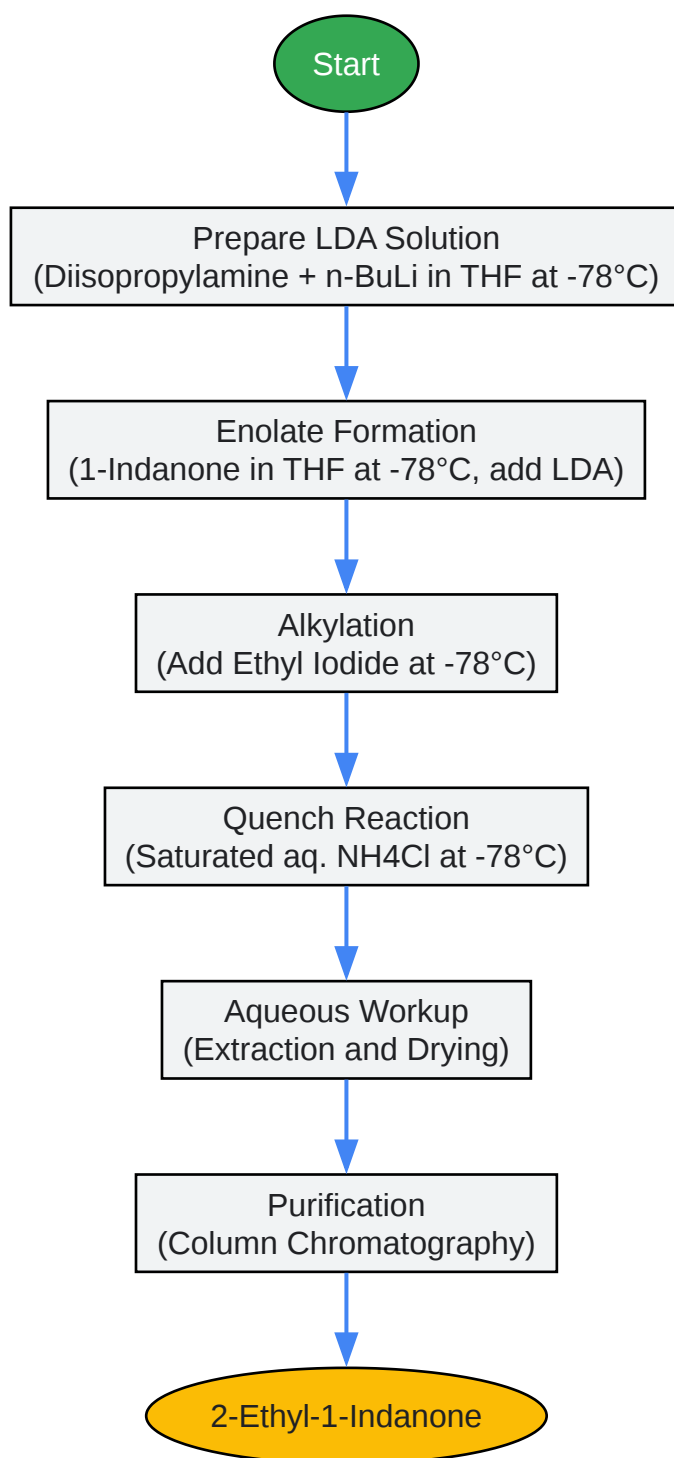 Start
Prepare LDA Solution
(Diisopropylamine + n-BuLi in THF at -78°C)
Enolate Formation
(1-Indanone in THF at -78°C, add LDA)
Alkylation
(Add Ethyl Iodide at -78°C)
Quench Reaction
(Saturated aq. NH4Cl at -78°C)
Aqueous Workup
(Extraction and Drying)
Purification
(Column Chromatography)
2-Ethyl-1-Indanone